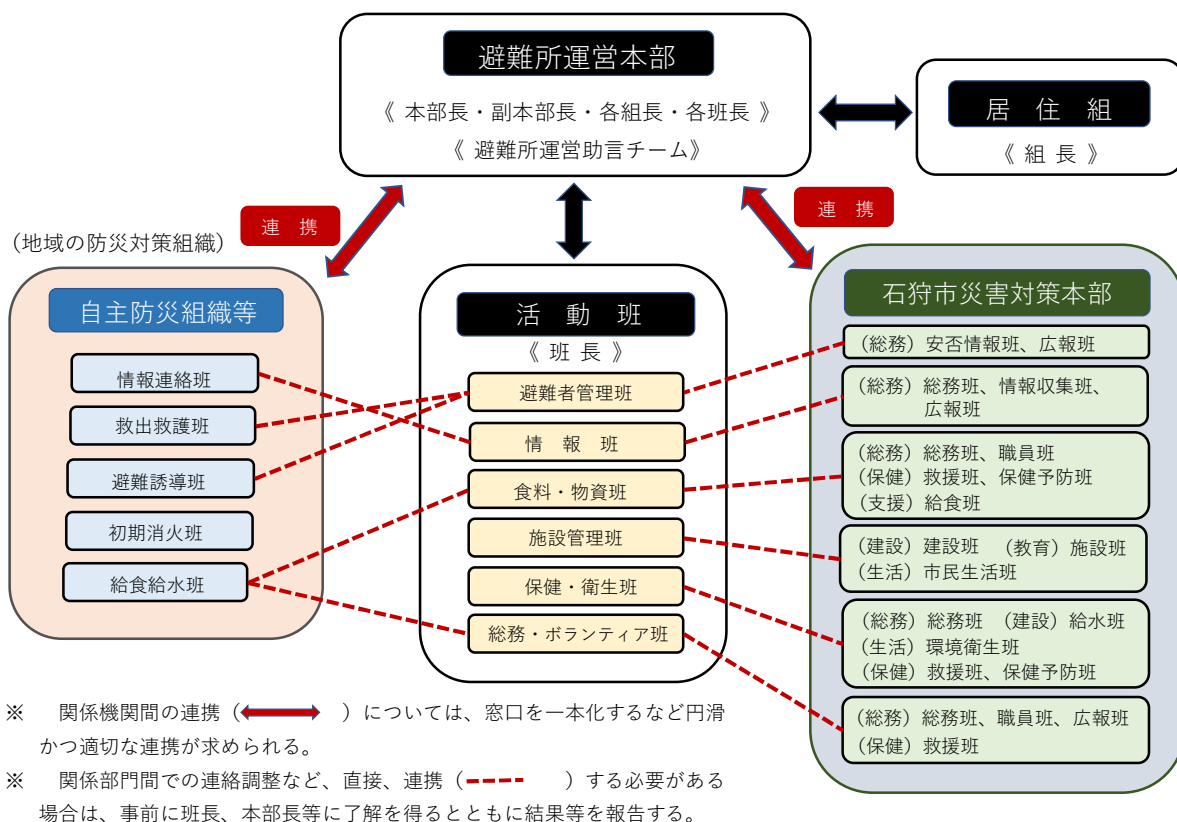 避難所運営本部
《 本部長・副本部長・各組長・各班長 》
《 避難所運営助言チーム》
居 住 組
《 組 長 》
連 携
連 携
(地域の防災対策組織)
自主防災組織等
情報連絡班
救出救護班
避難誘導班
初期消火班
給食給水班
活 動 班
《 班 長 》
避難者管理班
情 報 班
食料・物資班
施設管理班
保健・衛生班
総務・ボランティア班
石狩市災害対策本部
(総務)安否情報班、広報班
(総務)総務班、情報収集班、
広報班
(総務)総務班、職員班
(保健)救援班、保健予防班
(支援)給食班
(建設)建設班 (教育)施設班
(生活)市民生活班
(総務)総務班 (建設)給水班
(生活)環境衛生班
(保健)救援班、保健予防班
(総務)総務班、職員班、広報班
(保健)救援班
※ 関係機関間の連携( )については、窓口を一本化するなど円滑
かつ適切な連携が求められる。
※ 関係部門間での連絡調整など、直接、連携( )する必要がある
場合は、事前に班長、本部長等に了解を得るとともに結果等を報告する。